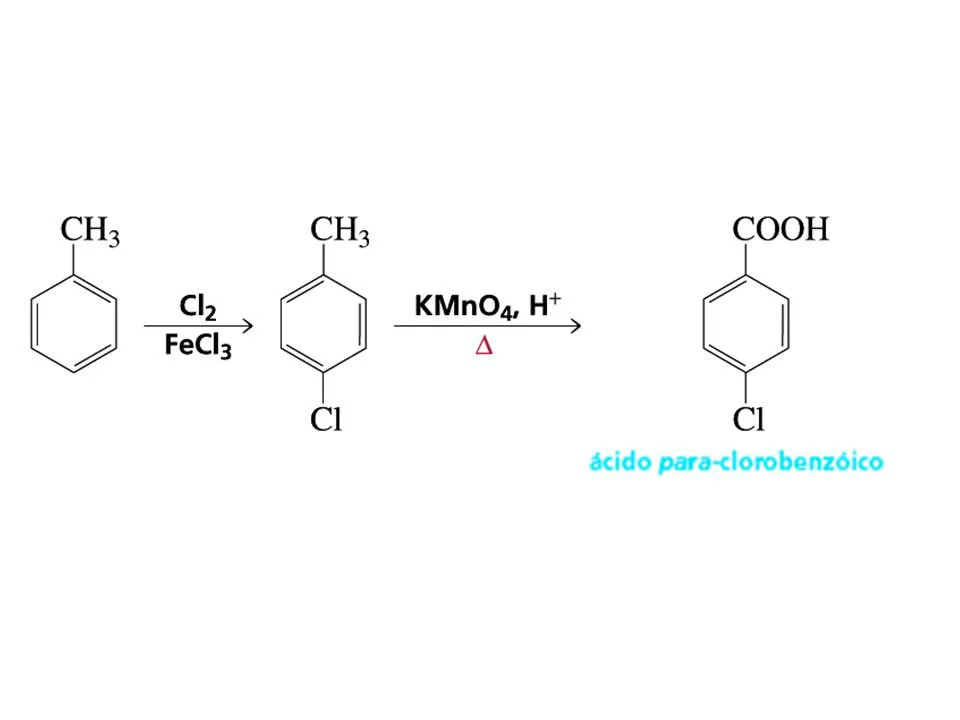 CH₃
Cl₂
FeCl₃
CH₃
Cl
KMnO₄, H⁺
Δ
COOH
Cl
ácido para-clorobenzóico